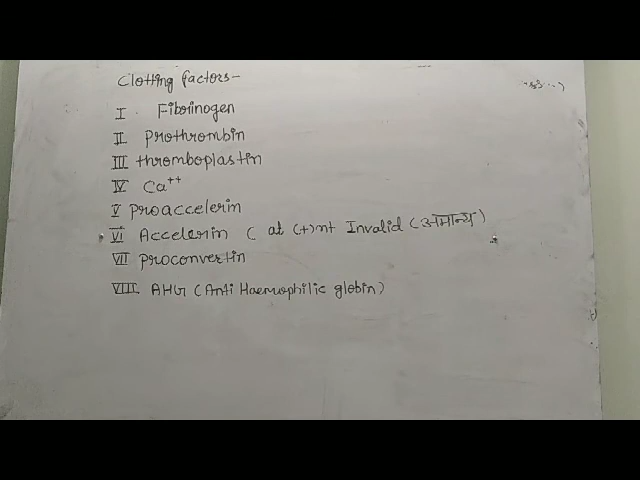 Clotting factors-
I Fibrinogen
II Prothrombin
III thromboplastin
IV Ca++
V Proaccelerin
VI Accelerin ( at (+)nt Invalid (अमान्य)
VII Proconvertin
VIII. AHG (Anti Haemophilic globin)